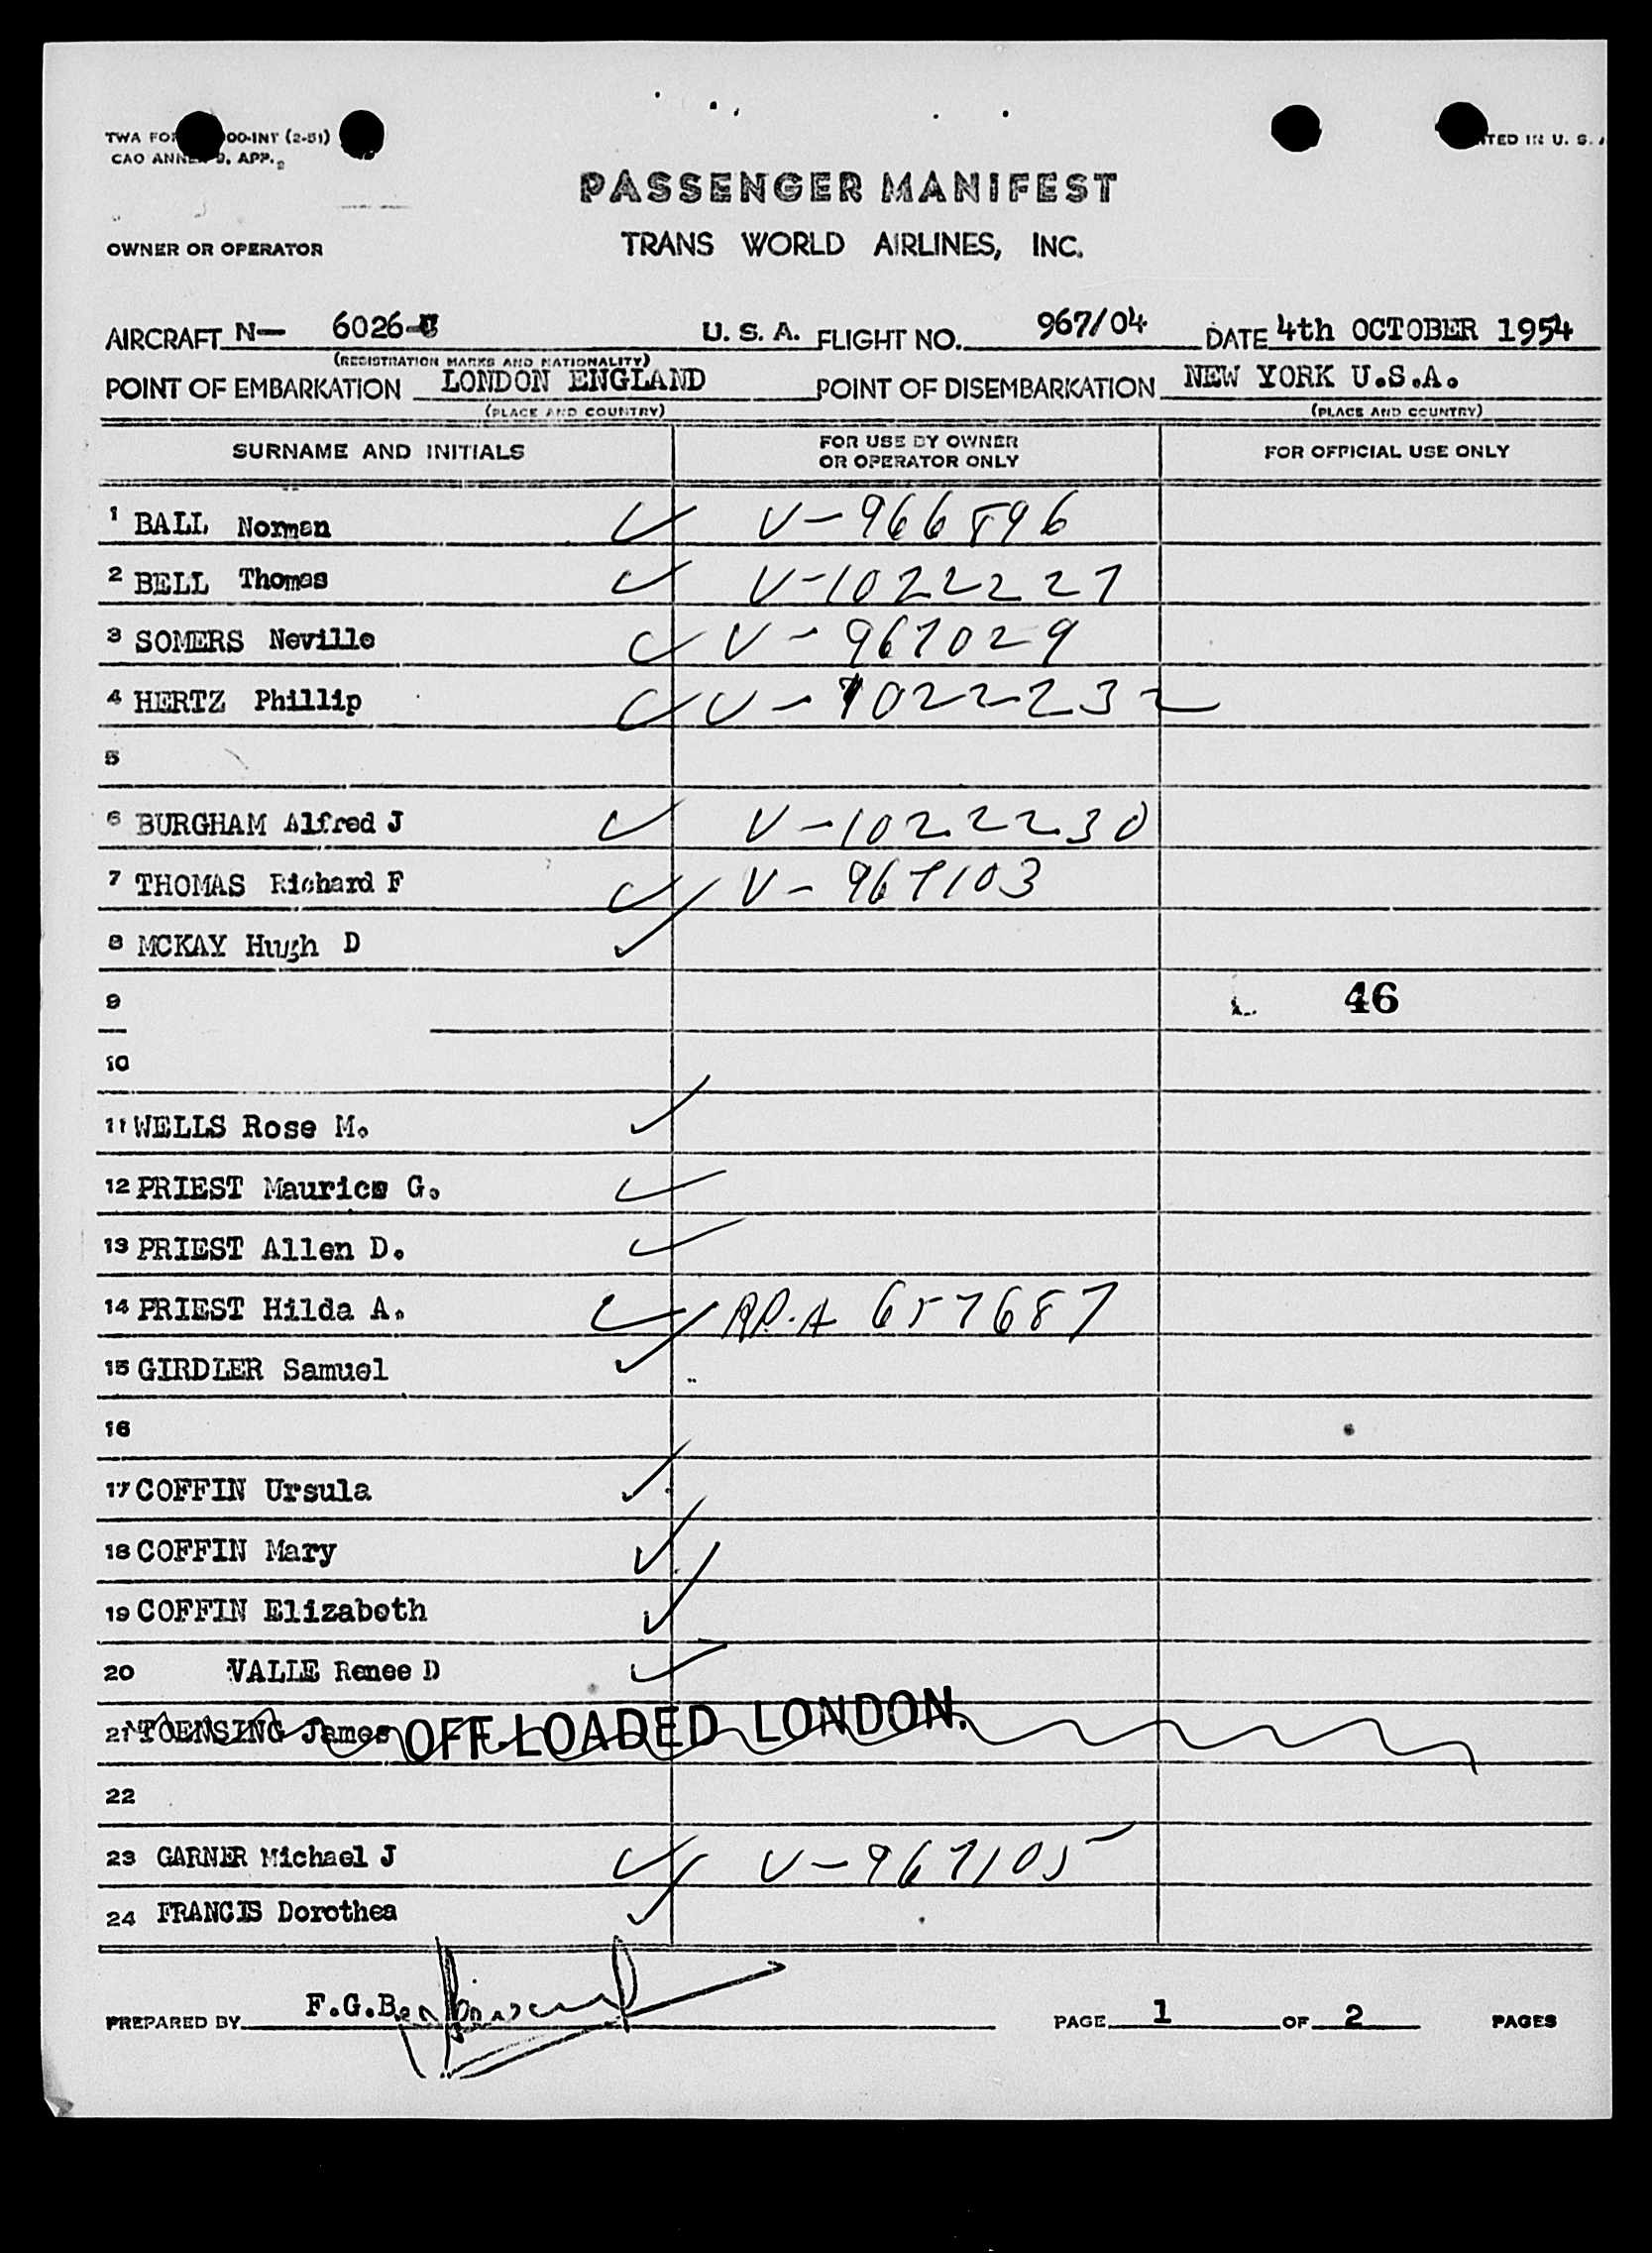 TWA FO 00-INT (2-51)
CAO ANNE 9, APP.
TED IN U. S.
PASSENGER MANIFEST
OWNER OR OPERATOR TRANS WORLD AIRLINES, INC.
AIRCRAFT N— 6026- U. S. A. FLIGHT NO. 967/04 DATE 4th OCTOBER 1954
(REGISTRATION MARKS AND NATIONALITY)
POINT OF EMBARKATION LONDON ENGLAND POINT OF DISEMBARKATION NEW YORK U.S.A.
(PLACE AND COUNTRY) (PLACE AND COUNTRY)
SURNAME AND INITIALS FOR USE BY OWNER OR OPERATOR ONLY FOR OFFICIAL USE ONLY
1 BALL Norman ✓ V-966896
2 BELL Thomas ✓ V-1022227
3 SOMERS Neville ✓ V-967029
4 HERTZ Phillip ✓ V-1022232
5
6 BURGHAM Alfred J ✓ V-1022230
7 THOMAS Richard F ✓ V-967103
8 MCKAY Hugh D ✓
9 46
10
11 WELLS Rose M. ✓
12 PRIEST Maurice G. ✓
13 PRIEST Allen D. ✓
14 PRIEST Hilda A. ✓ RP.A 657687
15 GIRDLER Samuel ✓
16
17 COFFIN Ursula ✓
18 COFFIN Mary ✓
19 COFFIN Elizabeth ✓
20 VALLE Renee D ✓
21 TOENSING James OFF.LOADED LONDON.
22
23 GARNER Michael J ✓ V-967105
24 FRANCIS Dorothea ✓
PREPARED BY F.G.B PAGE 1 OF 2 PAGES